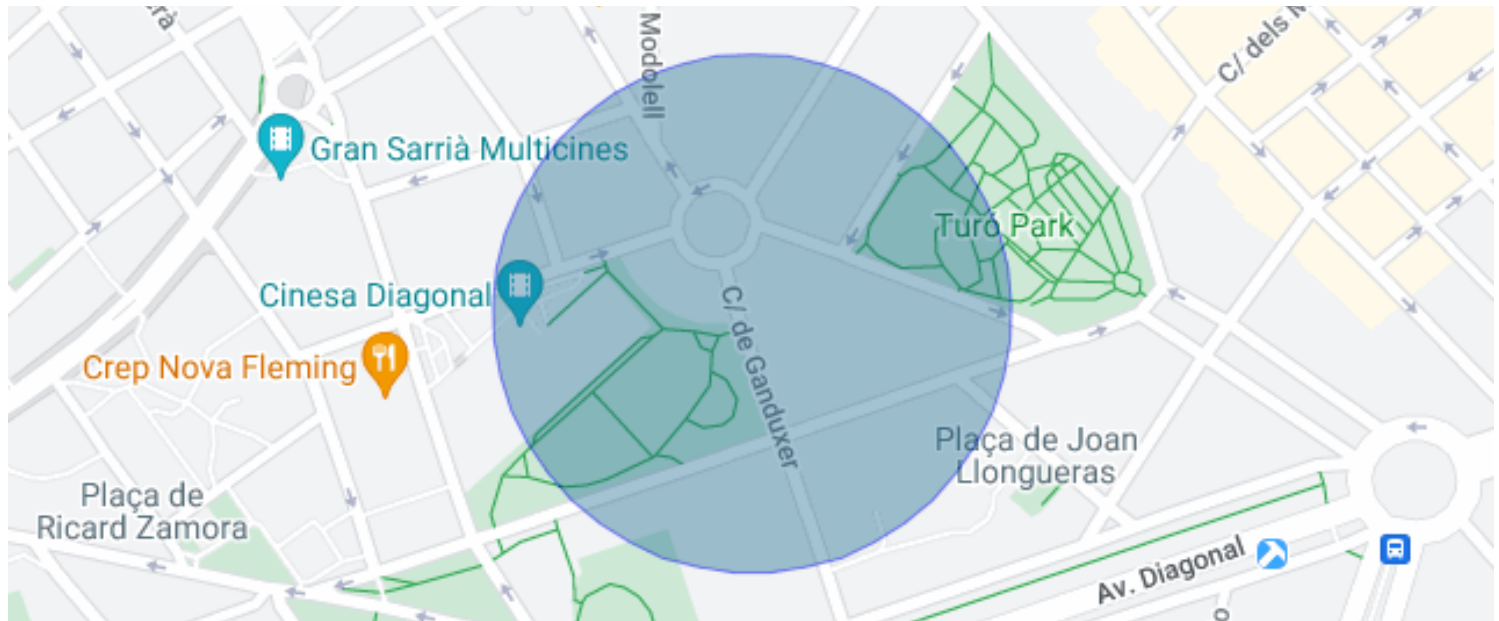 Modolell
C/ dels M
Gran Sarrià Multicines
Turó Park
Cinesa Diagonal
C/ de Ganduxer
Crep Nova Fleming
Plaça de Joan
Llongueras
Plaça de
Ricard Zamora
Av. Diagonal